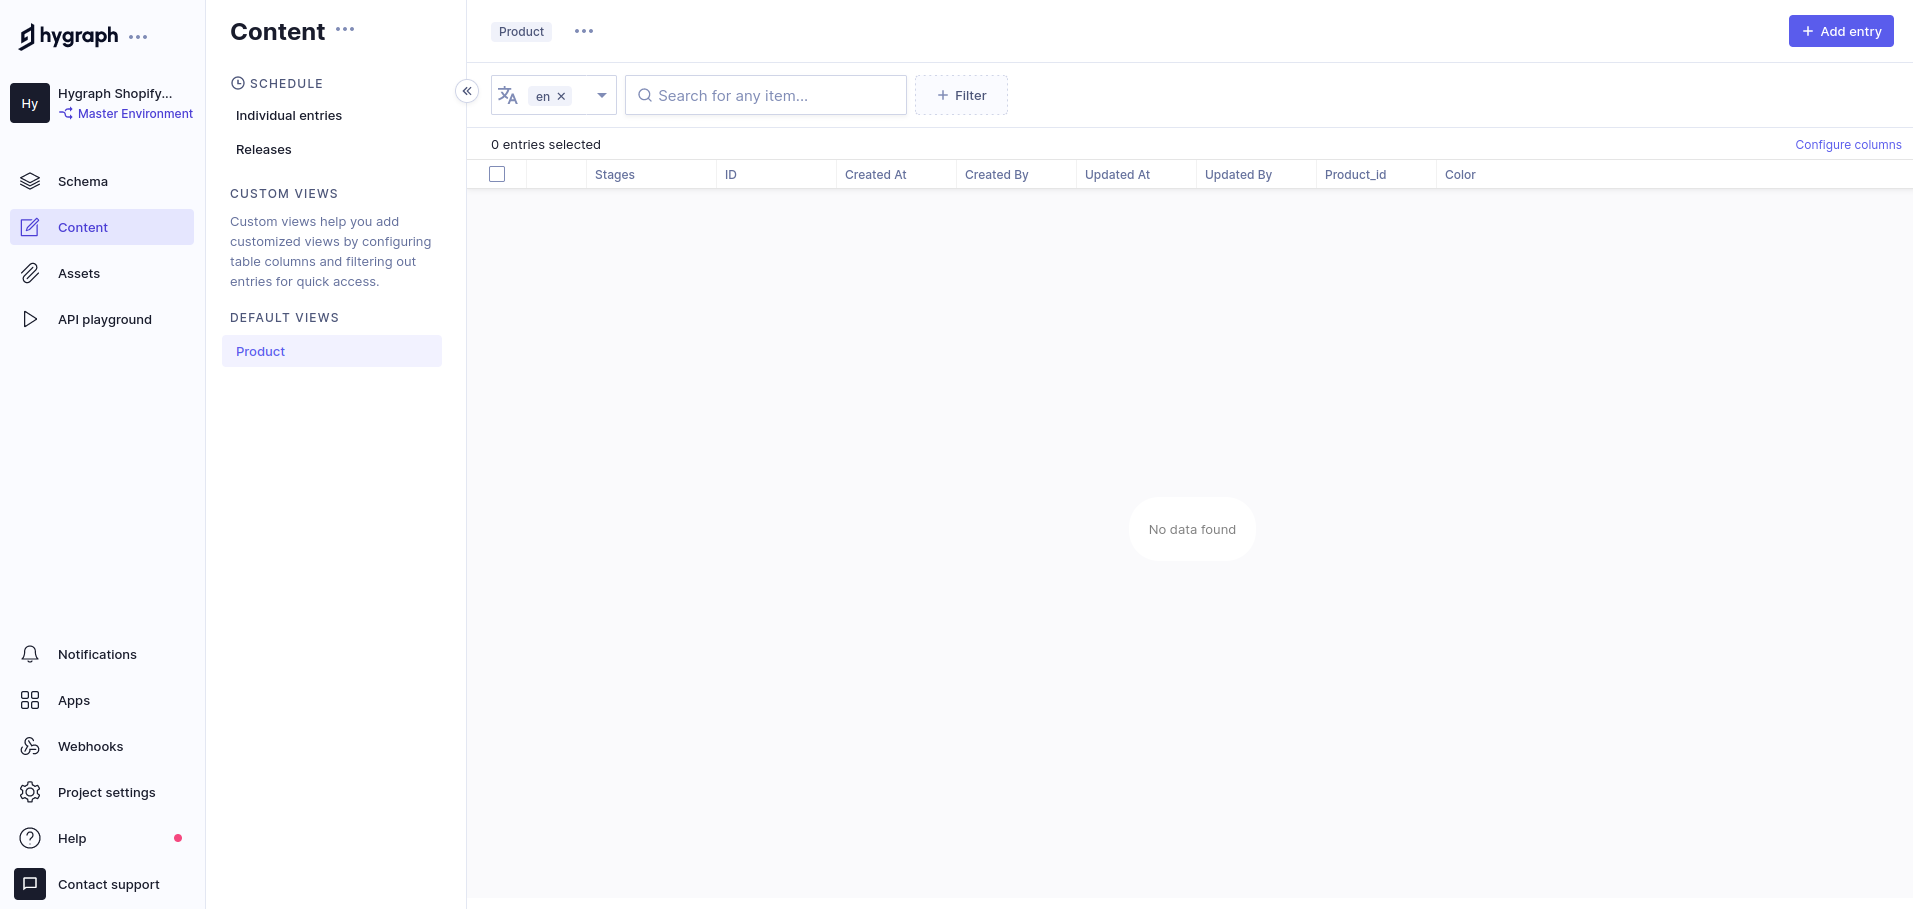 hygraph
Hy
Hygraph Shopify...
Master Environment
Schema
Content
Assets
API playground
Notifications
Apps
Webhooks
Project settings
Help
Contact support
Content
SCHEDULE
Individual entries
Releases
CUSTOM VIEWS
Custom views help you add
customized views by configuring
table columns and filtering out
entries for quick access.
DEFAULT VIEWS
Product
Product
+ Add entry
en ×
Search for any item...
+ Filter
0 entries selected
Configure columns
Stages ID Created At Created By Updated At Updated By Product_id Color
No data found